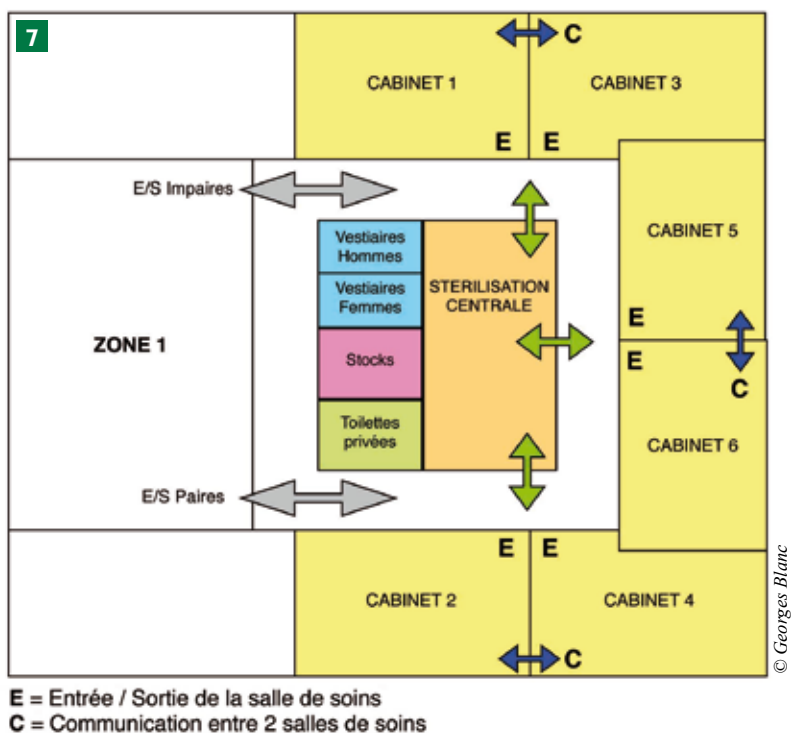 7
C
CABINET 1
CABINET 3
E
E
E/S Impaires
Vestiaires
Hommes
Vestiaires
Femmes
STERILISATION
CENTRALE
CABINET 5
E
ZONE 1
Stocks
E
C
Toilettes
privées
CABINET 6
E/S Paires
E
E
CABINET 2
CABINET 4
C
© Georges Blanc
E = Entrée / Sortie de la salle de soins
C = Communication entre 2 salles de soins